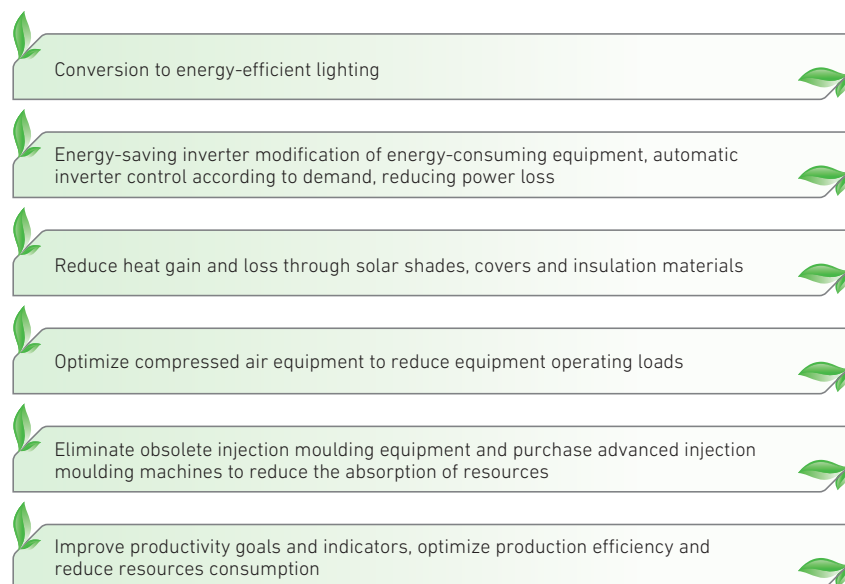 Conversion to energy-efficient lighting
Energy-saving inverter modification of energy-consuming equipment, automatic
inverter control according to demand, reducing power loss
Reduce heat gain and loss through solar shades, covers and insulation materials
Optimize compressed air equipment to reduce equipment operating loads
Eliminate obsolete injection moulding equipment and purchase advanced injection
moulding machines to reduce the absorption of resources
Improve productivity goals and indicators, optimize production efficiency and
reduce resources consumption